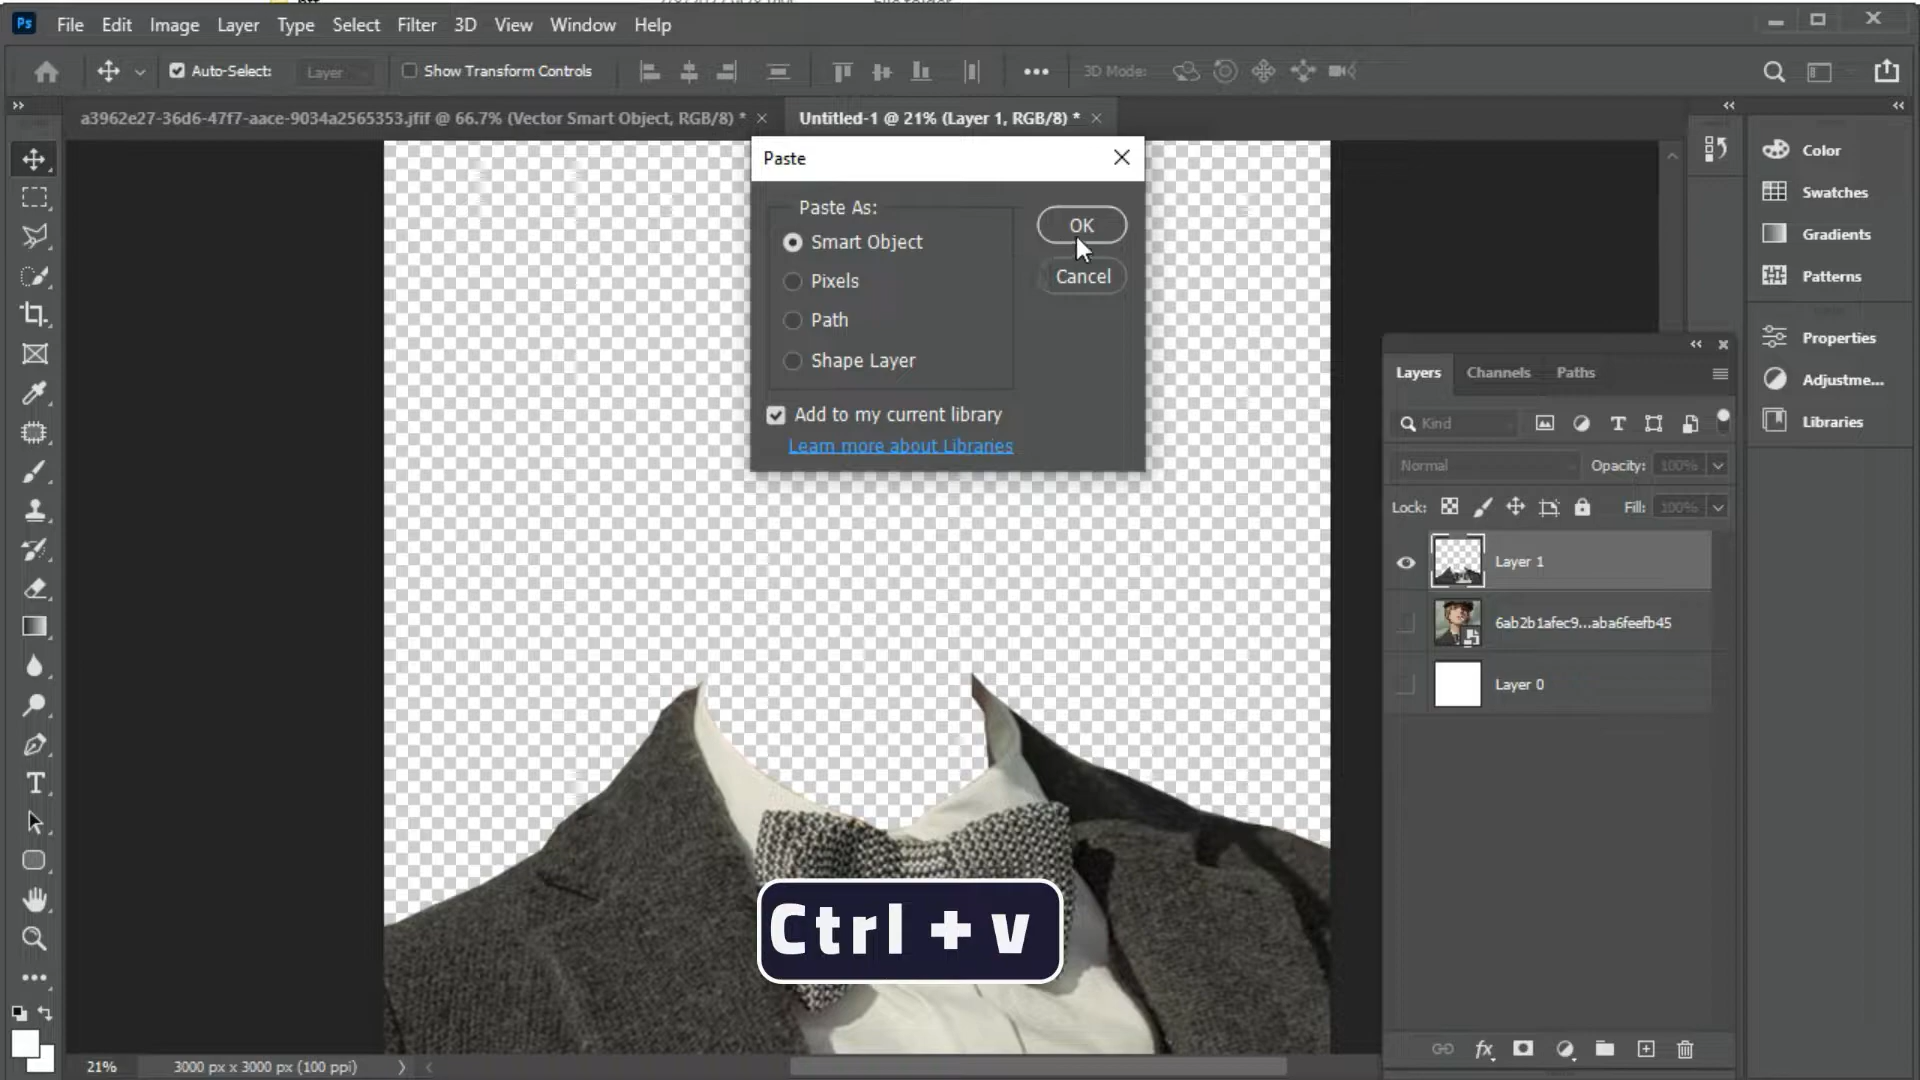 Ps File Edit Image Layer Type Select Filter 3D View Window Help
Auto-Select: Layer Show Transform Controls 3D Mode:
a3962e27-36d6-47f7-aace-9034a2565353.jfif @ 66.7% (Vector Smart Object, RGB/8) * Untitled-1 @ 21% (Layer 1, RGB/8) *
Paste
Paste As:
Smart Object
Pixels
Path
Shape Layer
OK
Cancel
Add to my current library
Learn more about Libraries
Color
Swatches
Gradients
Patterns
Properties
Adjustme...
Libraries
Layers Channels Paths
Kind
Normal Opacity: 100%
Lock: Fill: 100%
Layer 1
6ab2b1afec9...aba6feefb45
Layer 0
fx
Ctrl + v
21% 3000 px x 3000 px (100 ppi)